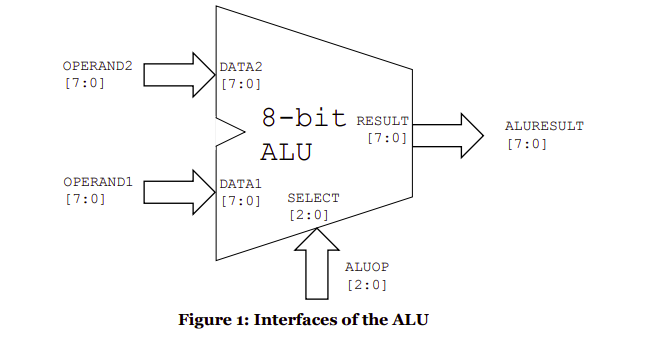 OPERAND2
[7:0]
DATA2
[7:0]
8-bit
ALU
RESULT
[7:0]
ALURESULT
[7:0]
OPERAND1
[7:0]
DATA1
[7:0]
SELECT
[2:0]
ALUOP
[2:0]
Figure 1: Interfaces of the ALU